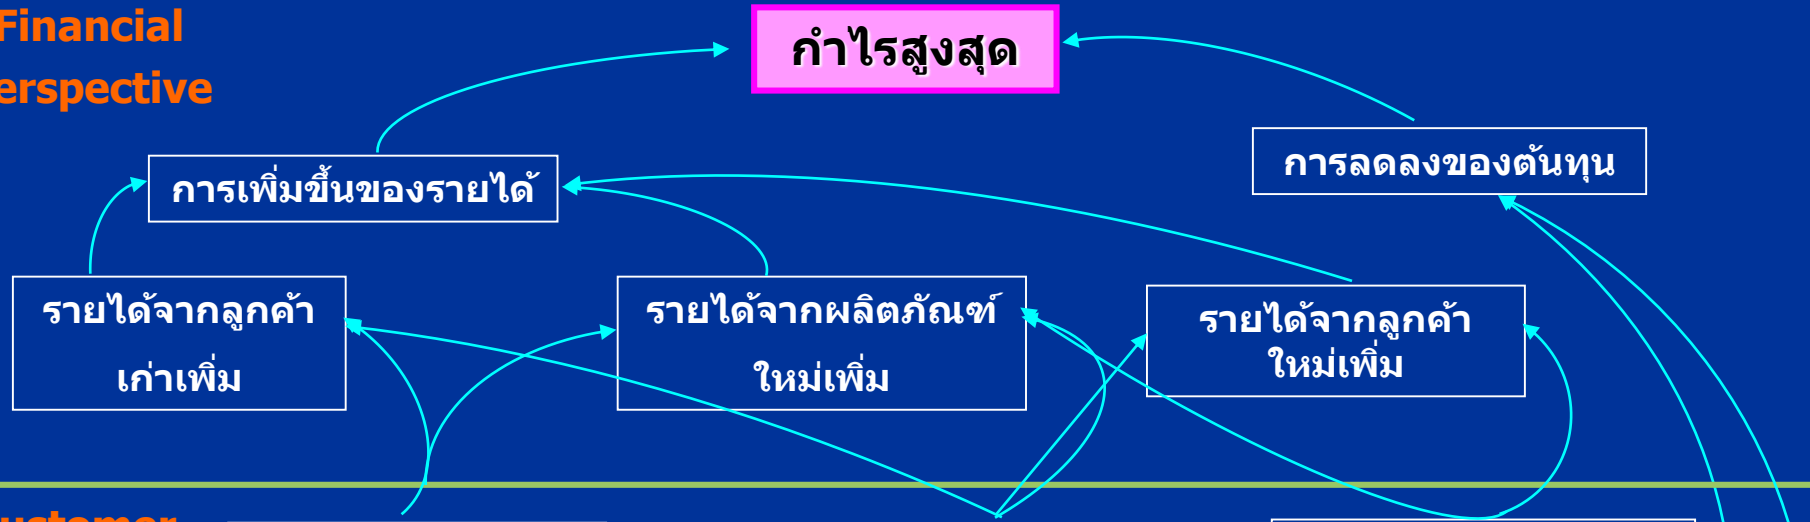 Financial
erspective
กำไรสูงสุด
การลดลงของต้นทุน
การเพิ่มขึ้นของรายได้
รายได้จากลูกค้า
เก่าเพิ่ม
รายได้จากผลิตภัณฑ์
ใหม่เพิ่ม
รายได้จากลูกค้า
ใหม่เพิ่ม
ustomer